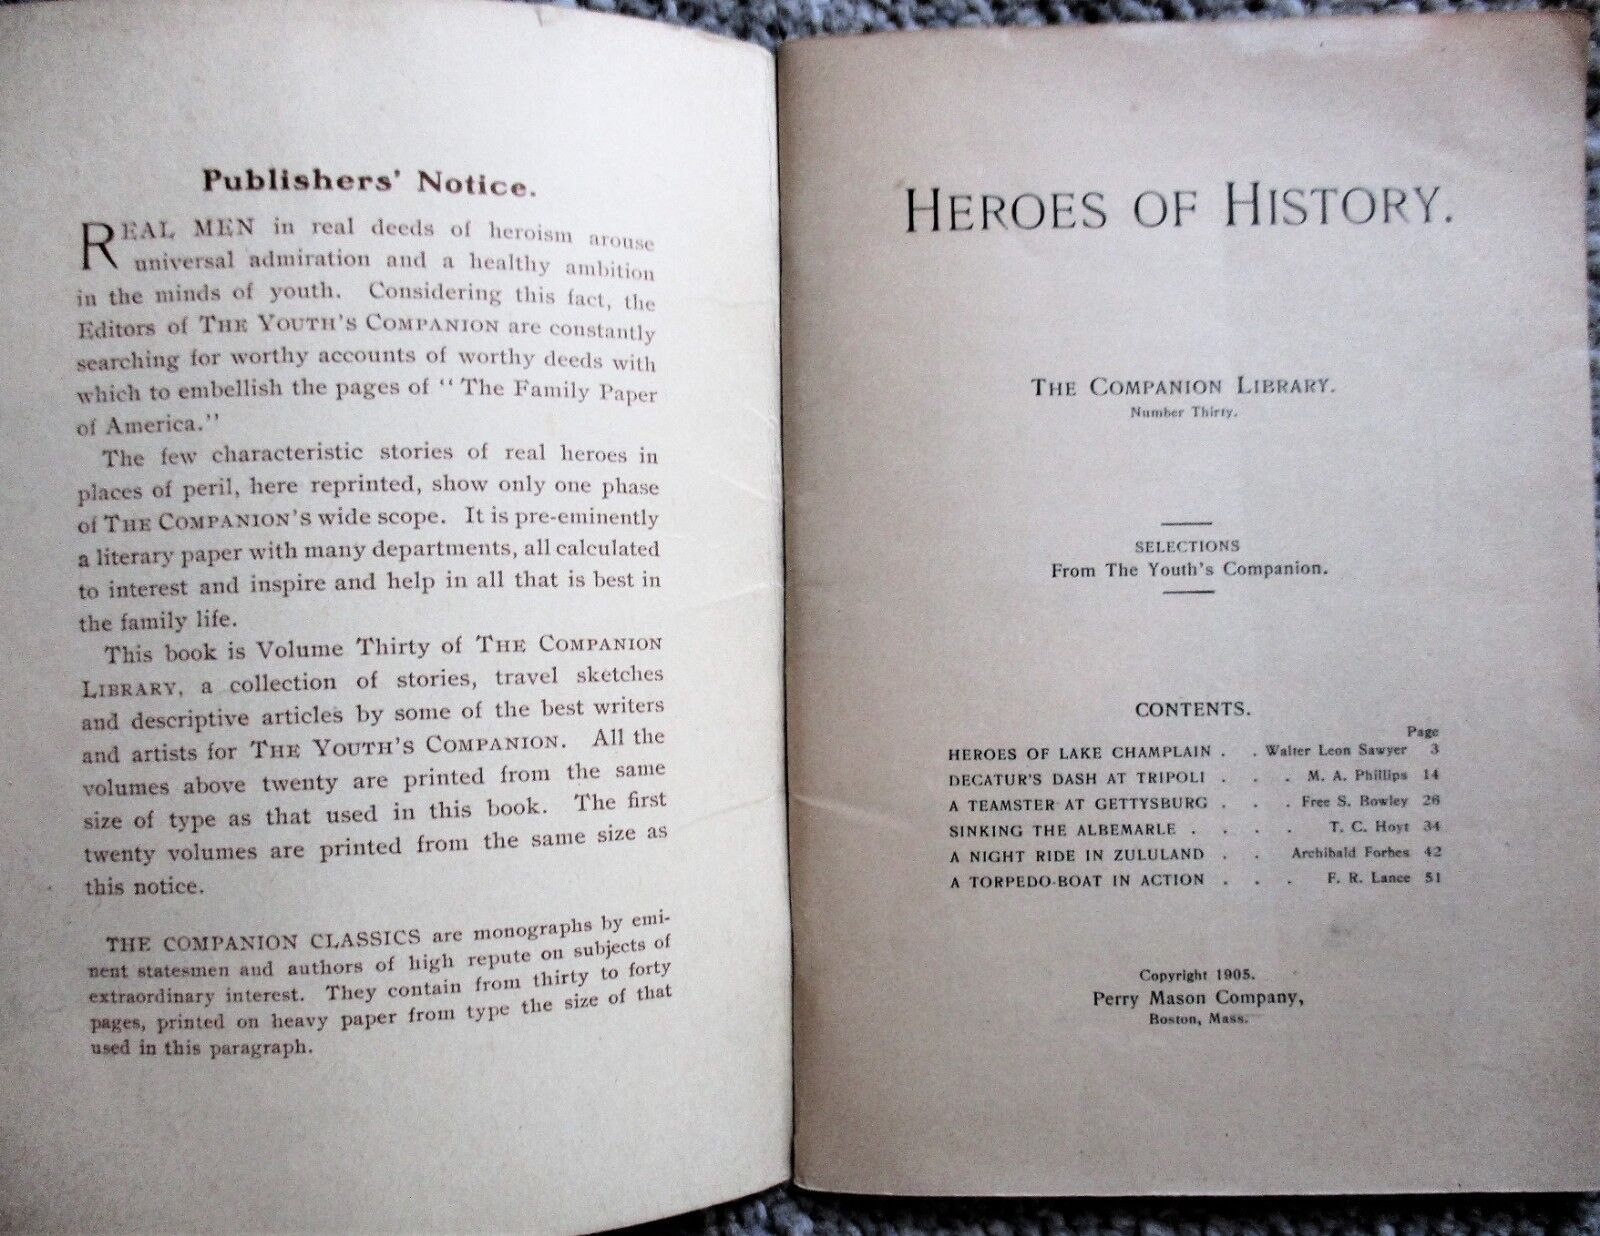 Publishers' Notice.
REAL MEN in real deeds of heroism arouse
universal admiration and a healthy ambition
in the minds of youth. Considering this fact, the
Editors of THE YOUTH'S COMPANION are constantly
searching for worthy accounts of worthy deeds with
which to embellish the pages of "The Family Paper
of America."
The few characteristic stories of real heroes in
places of peril, here reprinted, show only one phase
of THE COMPANION'S wide scope. It is pre-eminently
a literary paper with many departments, all calculated
to interest and inspire and help in all that is best in
the family life.
This book is Volume Thirty of THE COMPANION
LIBRARY, a collection of stories, travel sketches
and descriptive articles by some of the best writers
and artists for THE YOUTH'S COMPANION. All the
volumes above twenty are printed from the same
size of type as that used in this book. The first
twenty volumes are printed from the same size as
this notice.
THE COMPANION CLASSICS are monographs by emi-
nent statesmen and authors of high repute on subjects of
extraordinary interest. They contain from thirty to forty
pages, printed on heavy paper from type the size of that
used in this paragraph.
HEROES OF HISTORY.
THE COMPANION LIBRARY.
Number Thirty.
SELECTIONS
From The Youth's Companion.
CONTENTS.
Page
HEROES OF LAKE CHAMPLAIN . . Walter Leon Sawyer 3
DECATUR'S DASH AT TRIPOLI . . . M. A. Phillips 14
A TEAMSTER AT GETTYSBURG . . . Free S. Bowley 26
SINKING THE ALBEMARLE . . . . T. C. Hoyt 34
A NIGHT RIDE IN ZULULAND . . Archibald Forbes 42
A TORPEDO-BOAT IN ACTION . . . F. R. Lance 51
Copyright 1905.
Perry Mason Company,
Boston, Mass.